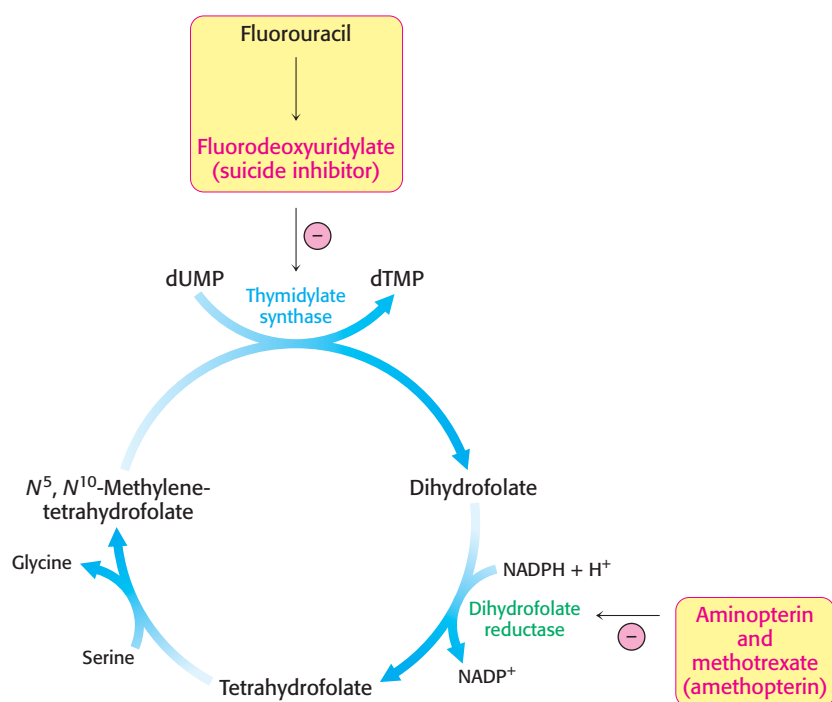 Fluorouracil
Fluorodeoxyuridylate
(suicide inhibitor)
−
dUMP
Thymidylate
synthase
dTMP
N⁵, N¹⁰-Methylene-
tetrahydrofolate
Dihydrofolate
Glycine
Serine
NADPH + H⁺
Dihydrofolate
reductase
−
Aminopterin
and
methotrexate
(amethopterin)
NADP⁺
Tetrahydrofolate